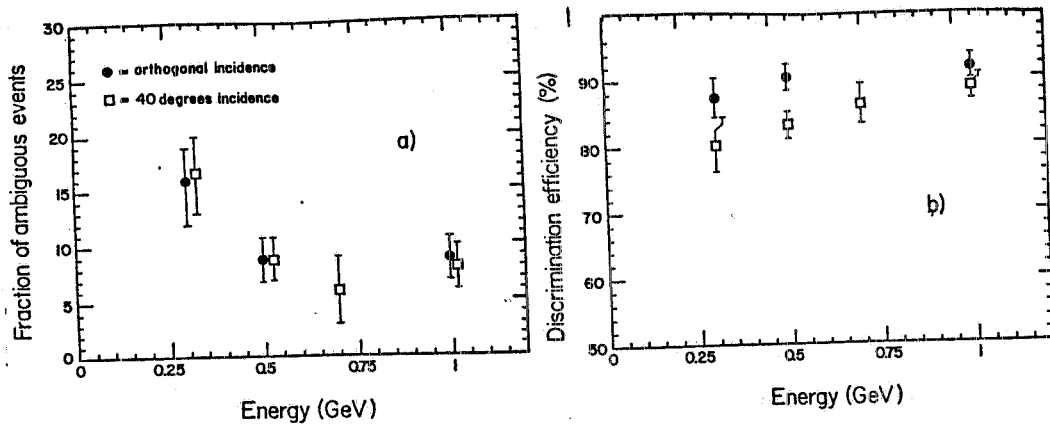 30
25
20
15
10
5
0
Fraction of ambiguous events
● = orthogonal incidence
□ = 40 degrees incidence
a)
0
0.25
0.5
0.75
1
Energy (GeV)
90
80
70
60
50
Discrimination efficiency (%)
b)
0
0.25
0.5
0.75
1
Energy (GeV)